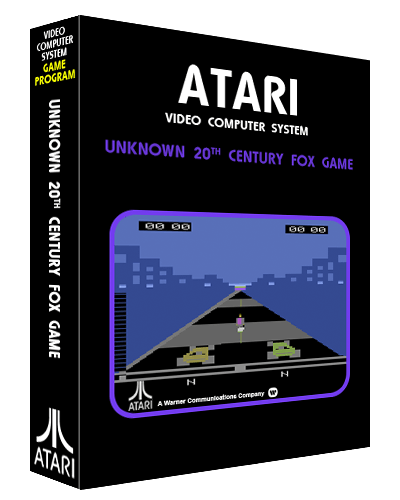 VIDEO
COMPUTER
SYSTEM
GAME
PROGRAM
UNKNOWN 20TH CENTURY FOX GAME
ATARI
ATARI
VIDEO COMPUTER SYSTEM
UNKNOWN 20TH CENTURY FOX GAME
00 00 00 00
N N
ATARI
A Warner Communications Company